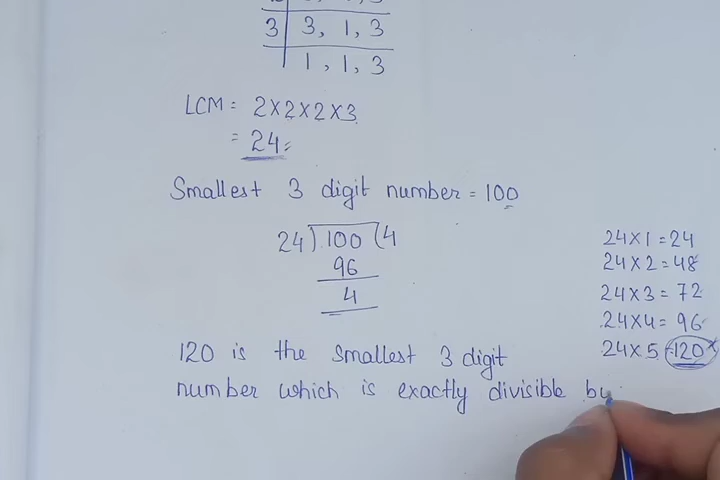 3 | 3, 1, 3
1, 1, 3
LCM = 2×2×2×3
= 24
Smallest 3 digit number = 100
24)100(4
96
4
24×1 = 24
24×2 = 48
24×3 = 72
24×4 = 96
24×5 = 120
120 is the smallest 3 digit
number which is exactly divisible by